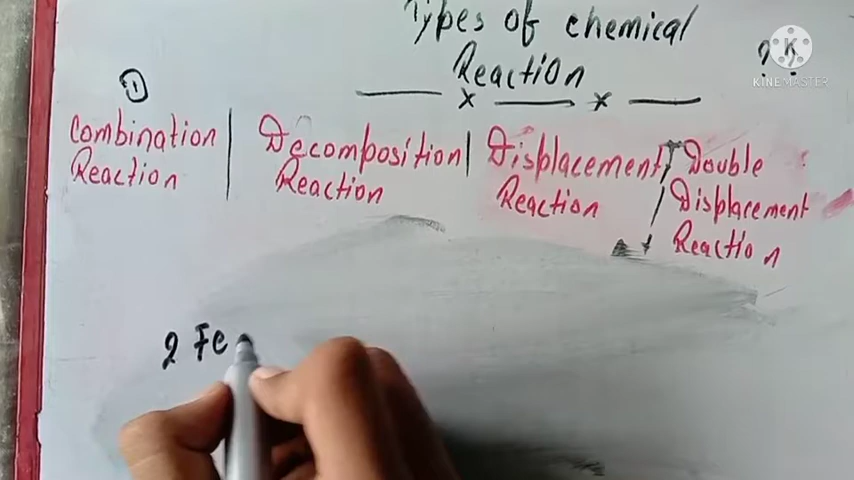 Types of chemical
Reaction
? K ?
KINEMASTER
x x
①
Combination
Reaction
Decomposition
Reaction
Displacement
Reaction
Double
Displacement
Reaction
2 Fe